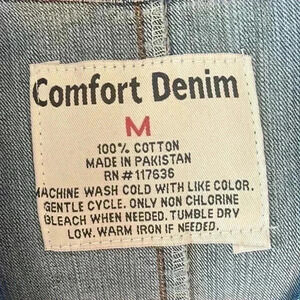 Comfort Denim
M
100% COTTON
MADE IN PAKISTAN
RN #117636
MACHINE WASH COLD WITH LIKE COLOR.
GENTLE CYCLE. ONLY NON CHLORINE
BLEACH WHEN NEEDED. TUMBLE DRY
LOW. WARM IRON IF NEEDED.